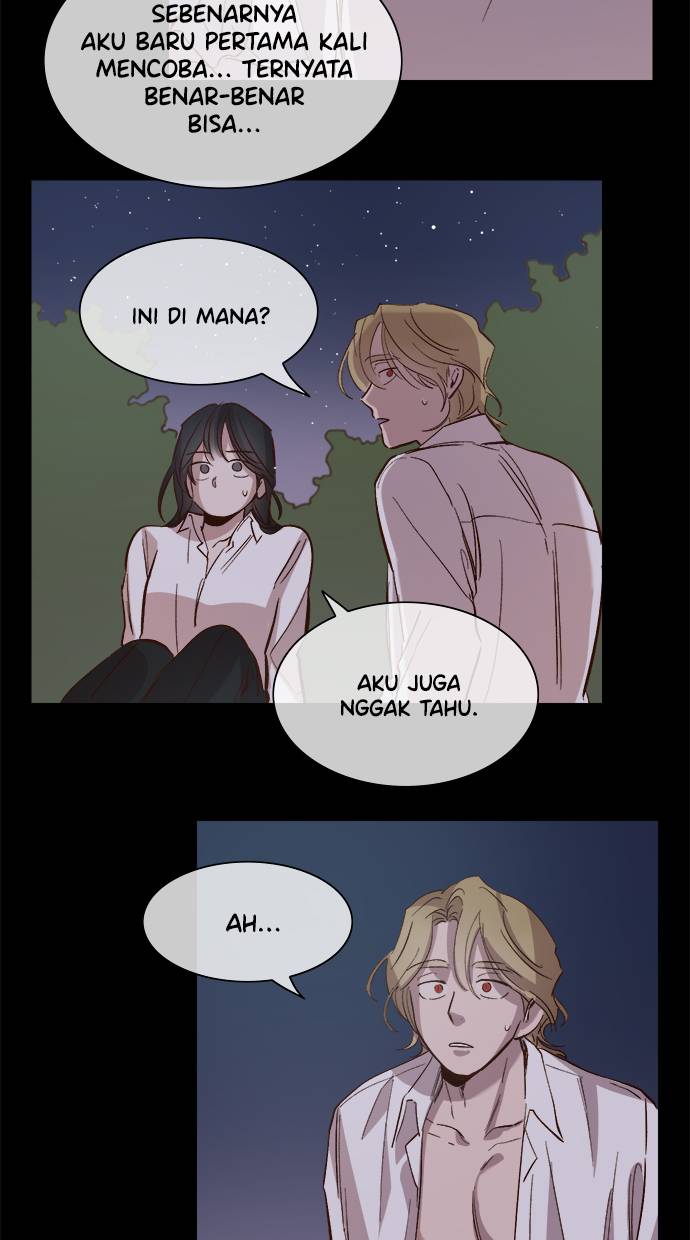 SEBENARNYA
AKU BARU PERTAMA KALI
MENCOBA... TERNYATA
BENAR-BENAR
BISA...
INI DI MANA?
AKU JUGA
NGGAK TAHU.
AH...